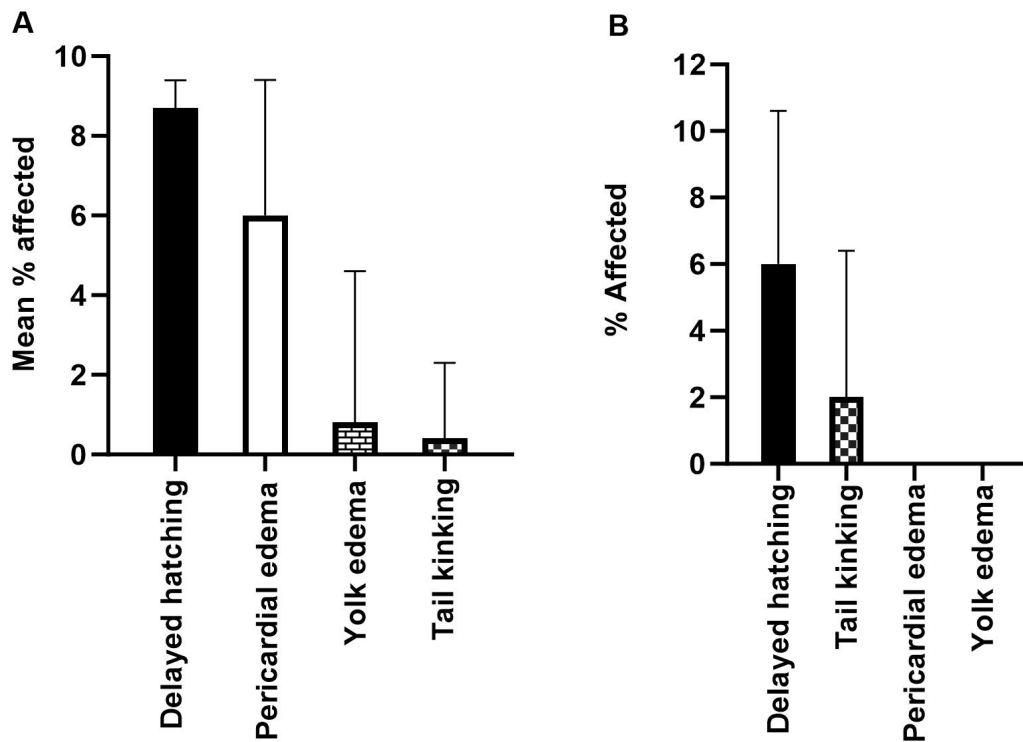 A
Mean % affected
10
8
6
4
2
0
Delayed hatching
Pericardial edema
Yolk edema
Tail kinking
B
% Affected
12
10
8
6
4
2
0
Delayed hatching
Tail kinking
Pericardial edema
Yolk edema